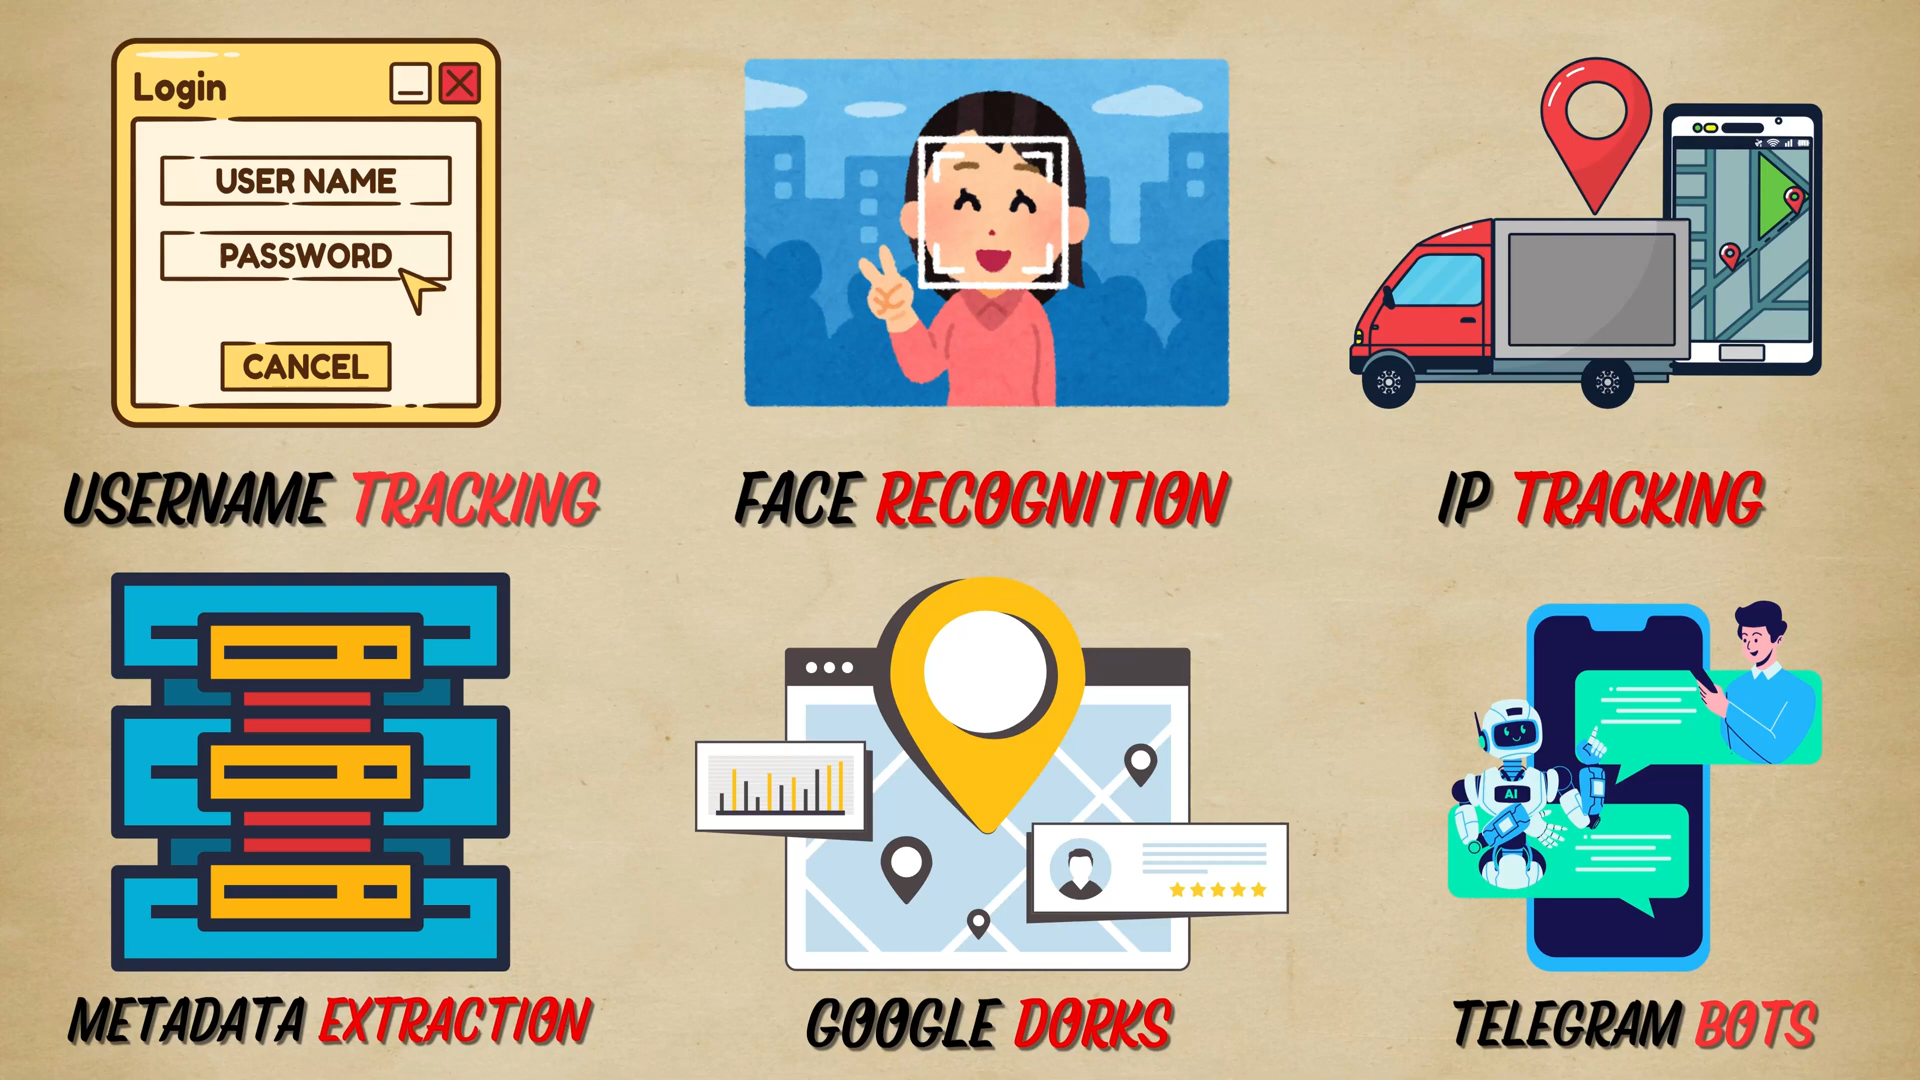 Login
USER NAME
PASSWORD
CANCEL
USERNAME TRACKING
FACE RECOGNITION
IP TRACKING
AI
METADATA EXTRACTION
GOOGLE DORKS
TELEGRAM BOTS